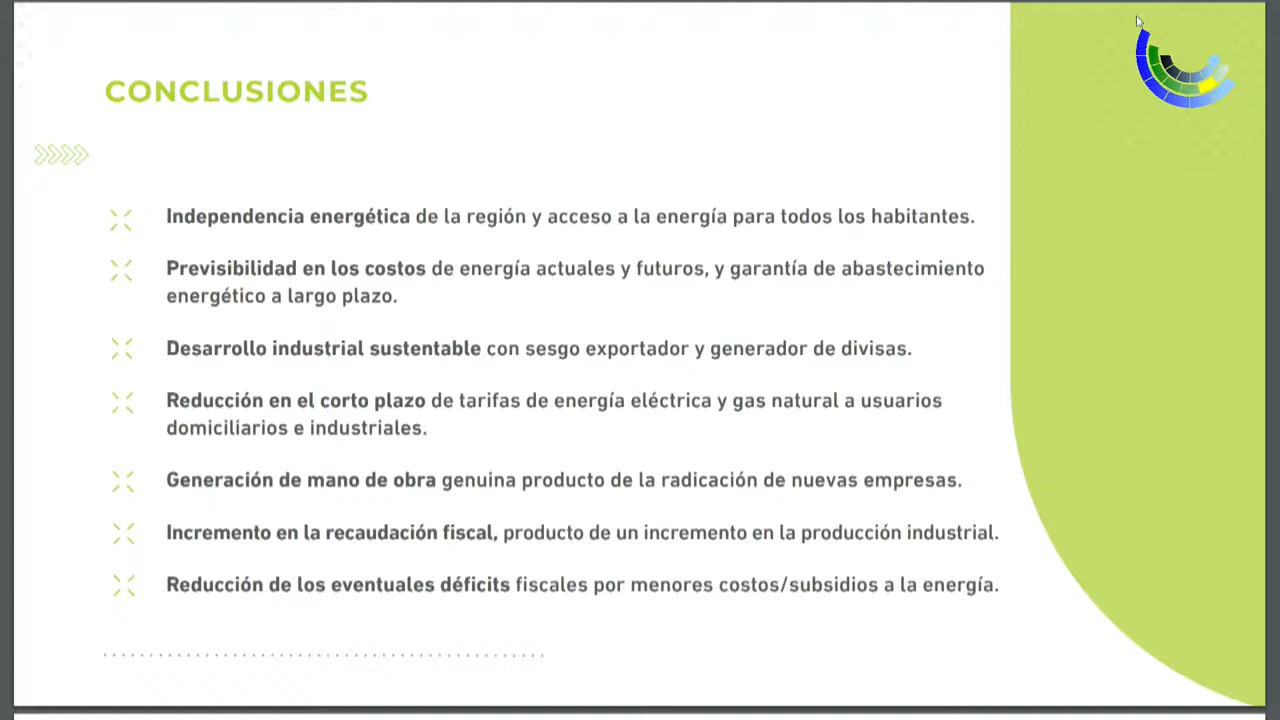 CONCLUSIONES
Independencia energética de la región y acceso a la energía para todos los habitantes.
Previsibilidad en los costos de energía actuales y futuros, y garantía de abastecimiento
energético a largo plazo.
Desarrollo industrial sustentable con sesgo exportador y generador de divisas.
Reducción en el corto plazo de tarifas de energía eléctrica y gas natural a usuarios
domiciliarios e industriales.
Generación de mano de obra genuina producto de la radicación de nuevas empresas.
Incremento en la recaudación fiscal, producto de un incremento en la producción industrial.
Reducción de los eventuales déficits fiscales por menores costos/subsidios a la energía.